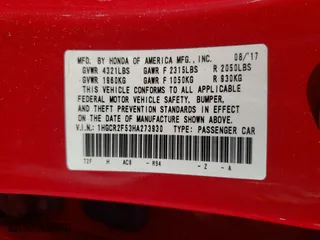 MFD. BY HONDA OF AMERICA MFG., INC. 08/'17
GVWR 4321LBS GAWR F 2315LBS R 2050LBS
GVWR 1960KG GAWR F 1050KG R 930KG
THIS VEHICLE CONFORMS TO ALL APPLICABLE
FEDERAL MOTOR VEHICLE SAFETY, BUMPER,
AND THEFT PREVENTION STANDARDS IN EFFECT
ON THE DATE OF MANUFACTURE SHOWN ABOVE.
V.I.N.: 1HGCR2F53HA273930 TYPE: PASSENGER CAR
H AC8 - R94 - Z - A